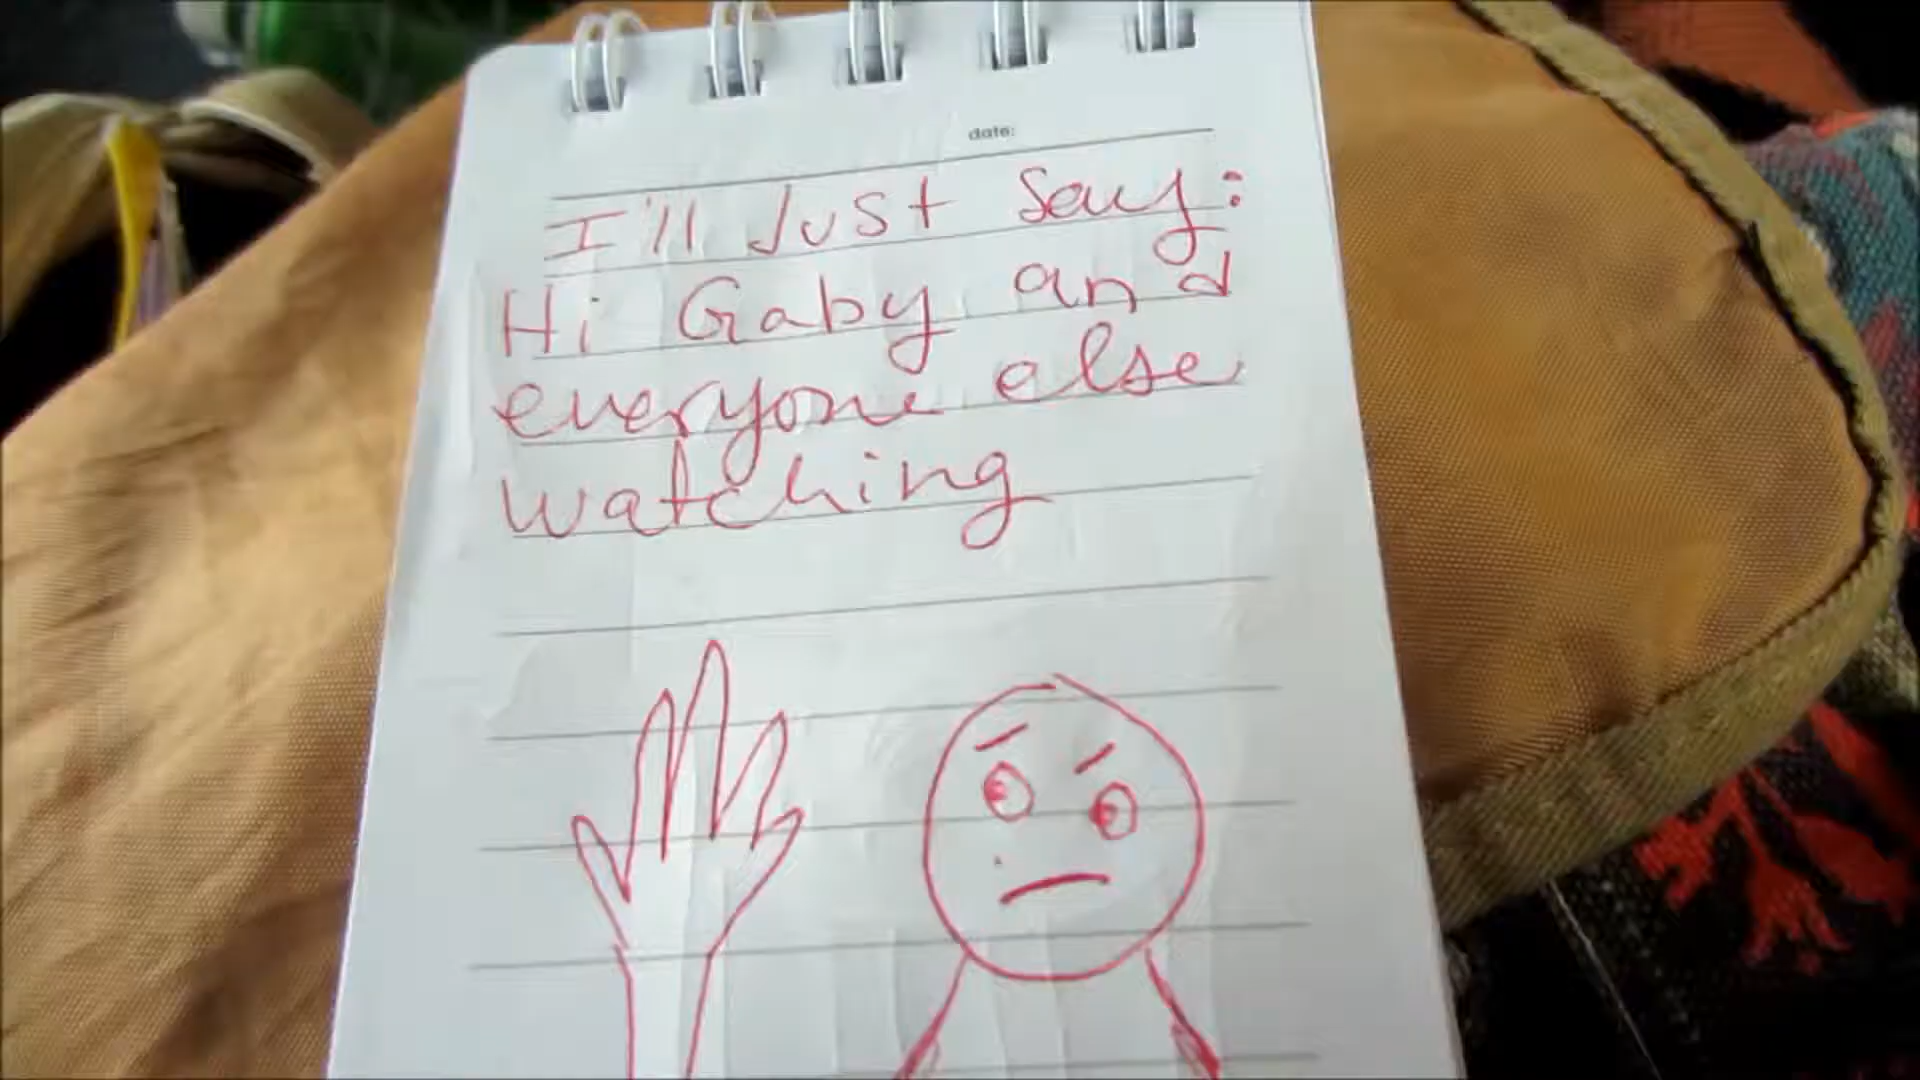 date:
I'll Just Say:
Hi Gaby and
everyone else
watching